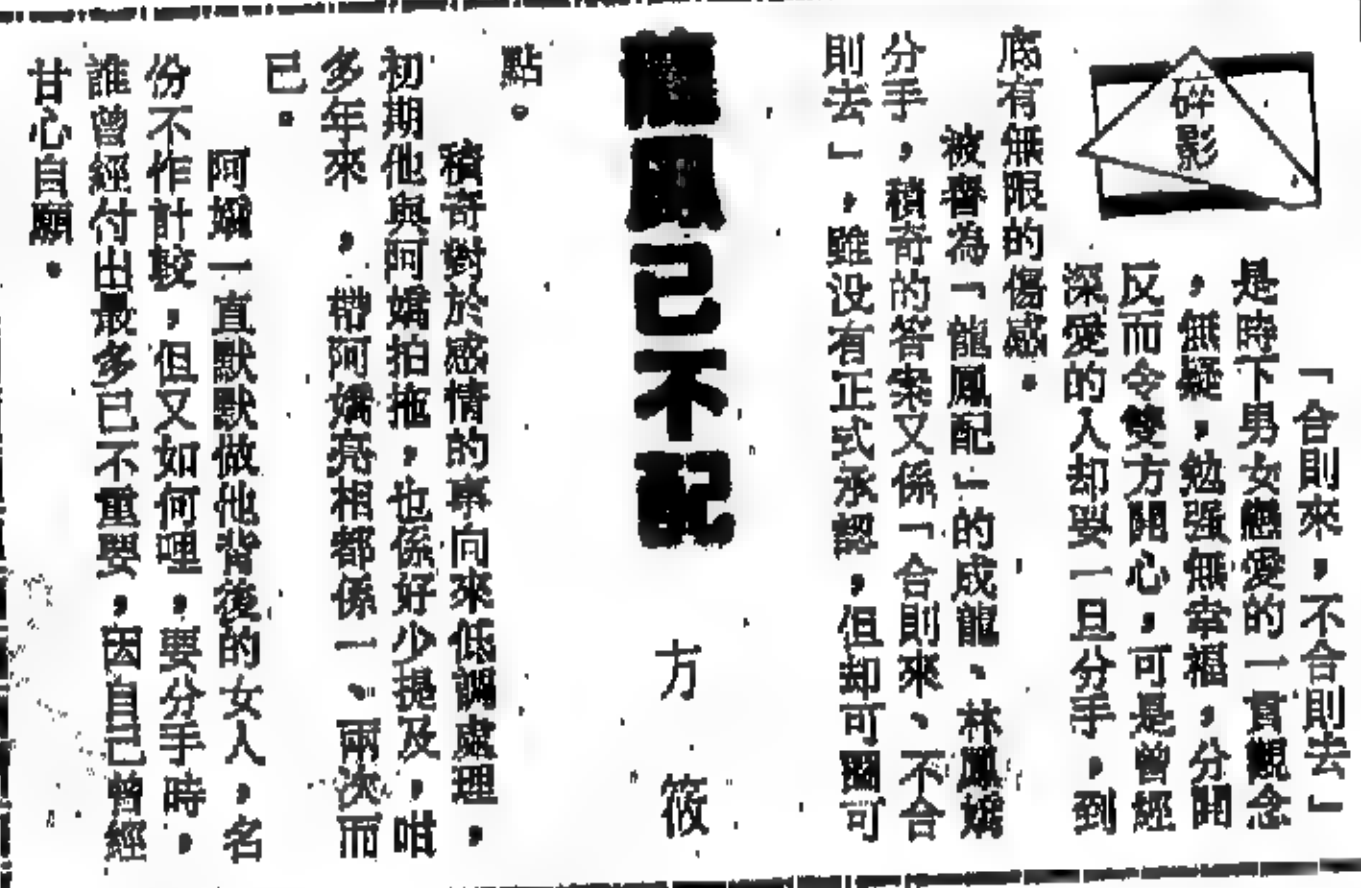 碎影
「合則來，不合則去」
是時下男女戀愛的一貫觀念
，無疑，勉强無幸福，分開
反而令雙方開心，可是曾經
深愛的人却要一旦分手，到
底有無限的傷感。
被譽為「龍鳳配」的成龍、林鳳嬌
分手，積奇的答案又係「合則來、不合
則去」，雖没有正式承認，但却可圈可
點。
龍鳳已不配
方筱
積奇對於感情的事向來低調處理，
初期他與阿嬌拍拖，也係好少提及，咁
多年來，帶阿嬌亮相都係一、兩次而
已。
阿嬌一直默默做他背後的女人，名
份不作計較，但又如何理，要分手時，
誰曾經付出最多已不重要，因自己曾經
甘心自願。